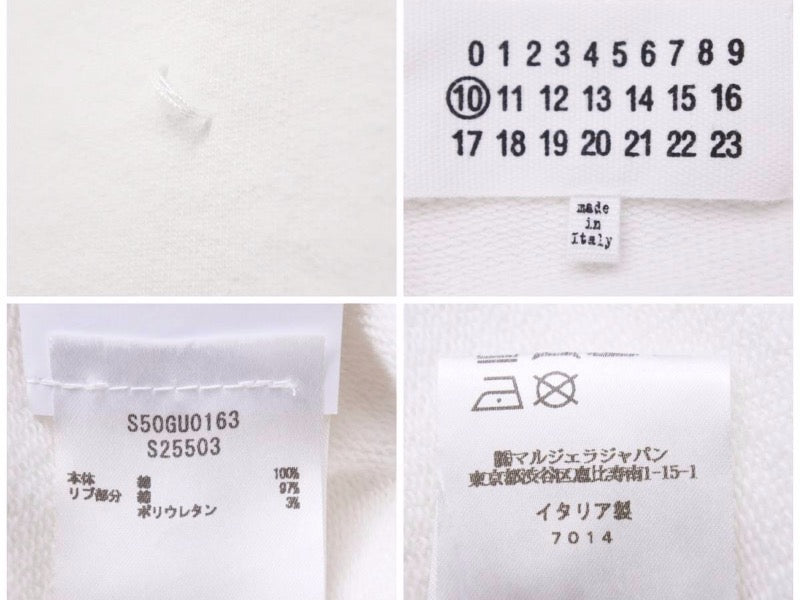 0 1 2 3 4 5 6 7 8 9
10 11 12 13 14 15 16
17 18 19 20 21 22 23
made
in
Italy
S50GU0163
S25503
本体 綿 100%
リブ部分 綿 97%
ポリウレタン 3%
㈱マルジェラジャパン
東京都渋谷区恵比寿南1-15-1
イタリア製
7014